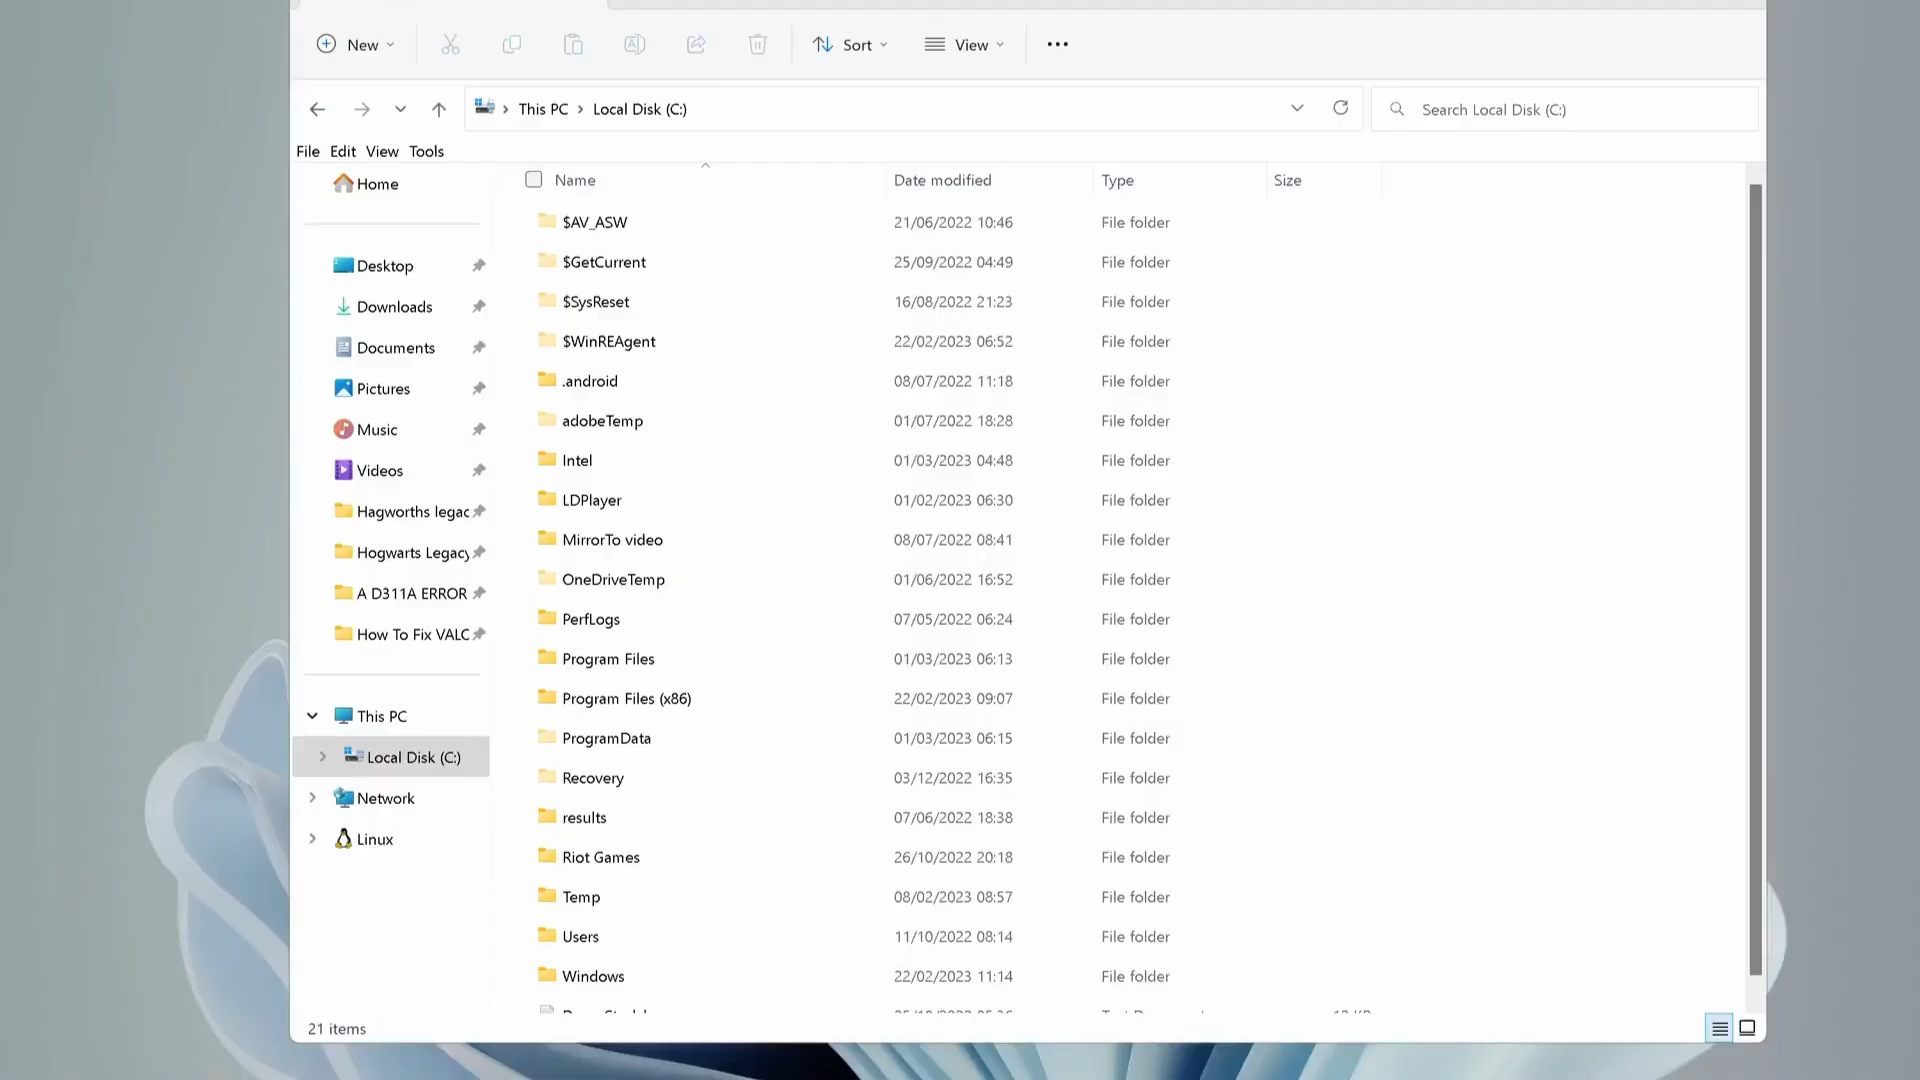 New Sort View
This PC Local Disk (C:) Search Local Disk (C:)
File Edit View Tools
Home
Desktop
Downloads
Documents
Pictures
Music
Videos
Hagworths legac
Hogwarts Legacy
A D311A ERROR
How To Fix VALC
This PC
Local Disk (C:)
Network
Linux
Name Date modified Type Size
$AV_ASW 21/06/2022 10:46 File folder
$GetCurrent 25/09/2022 04:49 File folder
$SysReset 16/08/2022 21:23 File folder
$WinREAgent 22/02/2023 06:52 File folder
.android 08/07/2022 11:18 File folder
adobeTemp 01/07/2022 18:28 File folder
Intel 01/03/2023 04:48 File folder
LDPlayer 01/02/2023 06:30 File folder
MirrorTo video 08/07/2022 08:41 File folder
OneDriveTemp 01/06/2022 16:52 File folder
PerfLogs 07/05/2022 06:24 File folder
Program Files 01/03/2023 06:13 File folder
Program Files (x86) 22/02/2023 09:07 File folder
ProgramData 01/03/2023 06:15 File folder
Recovery 03/12/2022 16:35 File folder
results 07/06/2022 18:38 File folder
Riot Games 26/10/2022 20:18 File folder
Temp 08/02/2023 08:57 File folder
Users 11/10/2022 08:14 File folder
Windows 22/02/2023 11:14 File folder
21 items